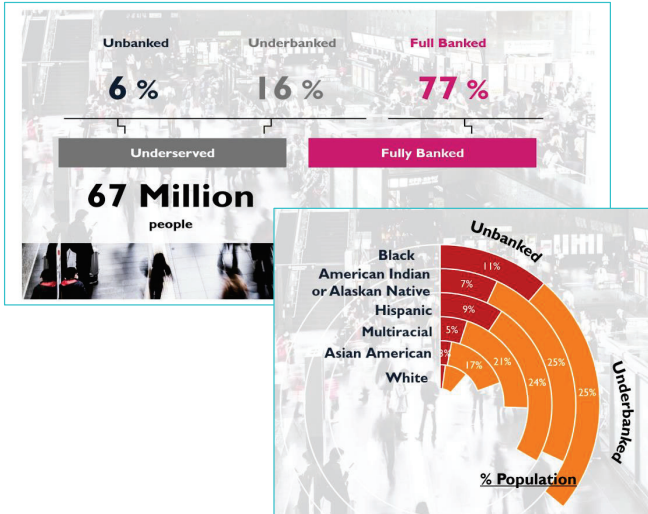 Unbanked
Underbanked
Full Banked
6 %
16 %
77 %
Underserved
Fully Banked
67 Million
people
Unbanked
Black
11%
American Indian
or Alaskan Native
7%
Hispanic
9%
Multiracial
5%
Asian American
3%
White
17%
21%
24%
25%
25%
Underbanked
% Population